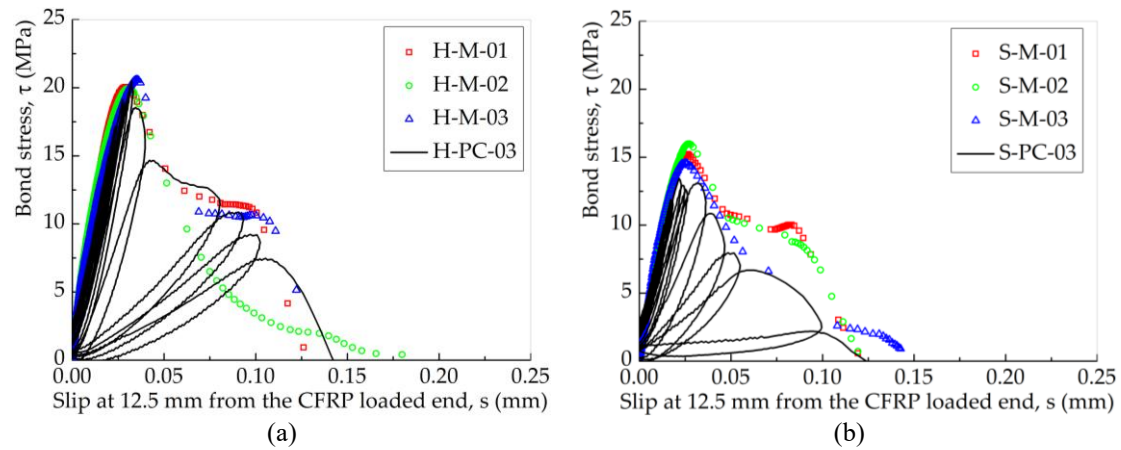 25
20
15
10
5
0
Bond stress, τ (MPa)
H-M-01
H-M-02
H-M-03
H-PC-03
0.00 0.05 0.10 0.15 0.20 0.25
Slip at 12.5 mm from the CFRP loaded end, s (mm)
(a)
25
20
15
10
5
0
Bond stress, τ (MPa)
S-M-01
S-M-02
S-M-03
S-PC-03
0.00 0.05 0.10 0.15 0.20 0.25
Slip at 12.5 mm from the CFRP loaded end, s (mm)
(b)